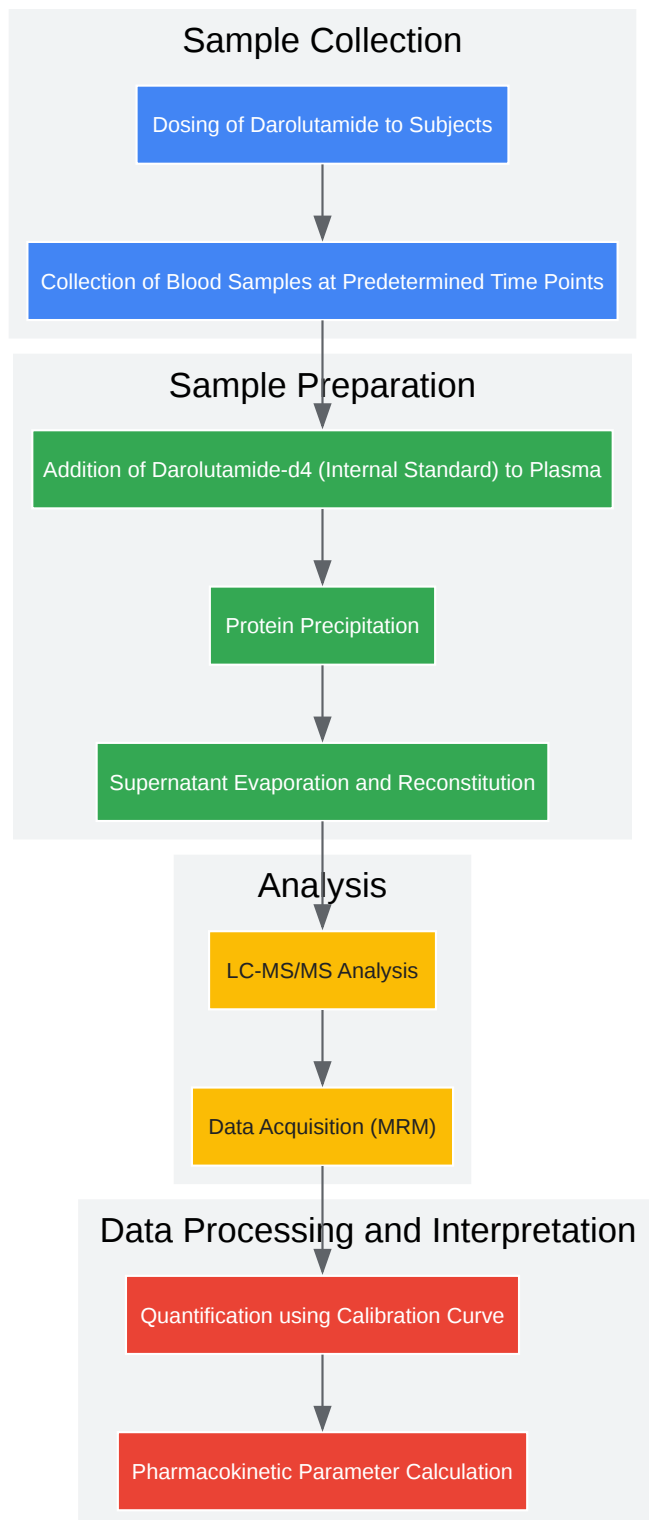 Sample Collection
Dosing of Darolutamide to Subjects
Collection of Blood Samples at Predetermined Time Points
Sample Preparation
Addition of Darolutamide-d4 (Internal Standard) to Plasma
Protein Precipitation
Supernatant Evaporation and Reconstitution
Analysis
LC-MS/MS Analysis
Data Acquisition (MRM)
Data Processing and Interpretation
Quantification using Calibration Curve
Pharmacokinetic Parameter Calculation